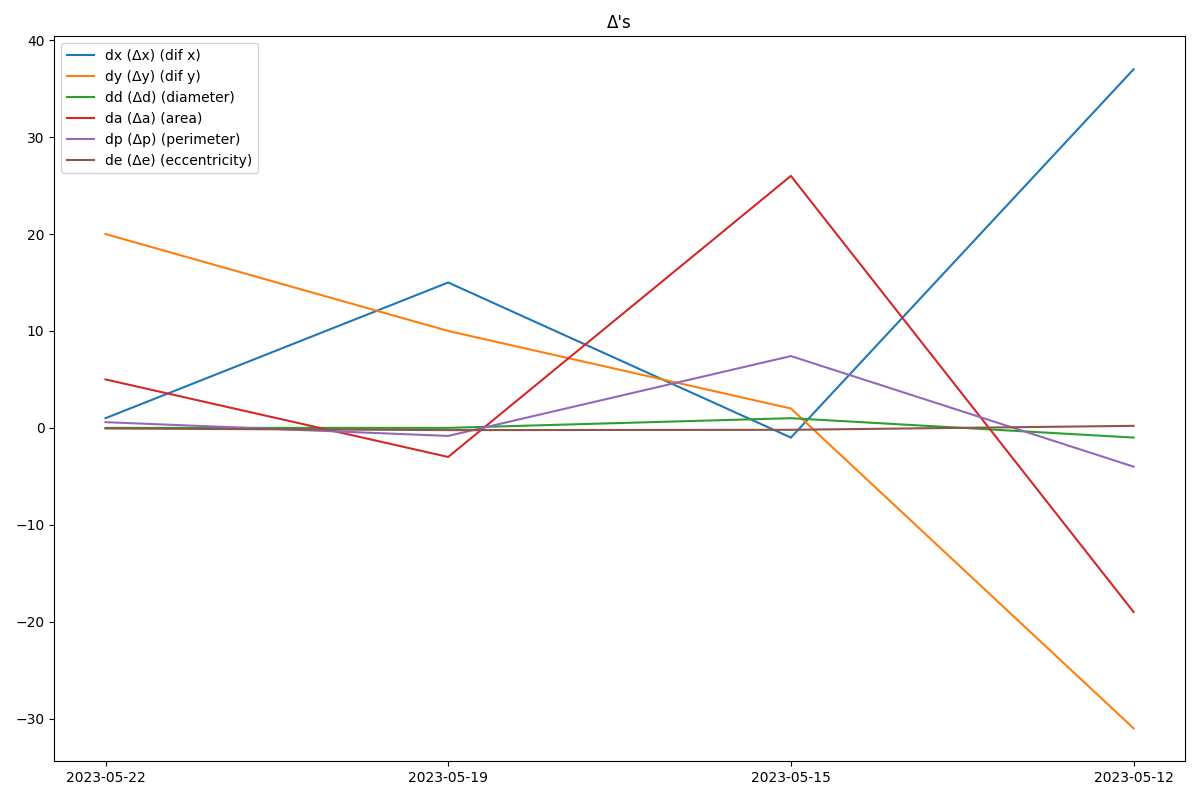 Δ's
dx (Δx) (dif x)
dy (Δy) (dif y)
dd (Δd) (diameter)
da (Δa) (area)
dp (Δp) (perimeter)
de (Δe) (eccentricity)
40
30
20
10
0
−10
−20
−30
2023-05-22 2023-05-19 2023-05-15 2023-05-12